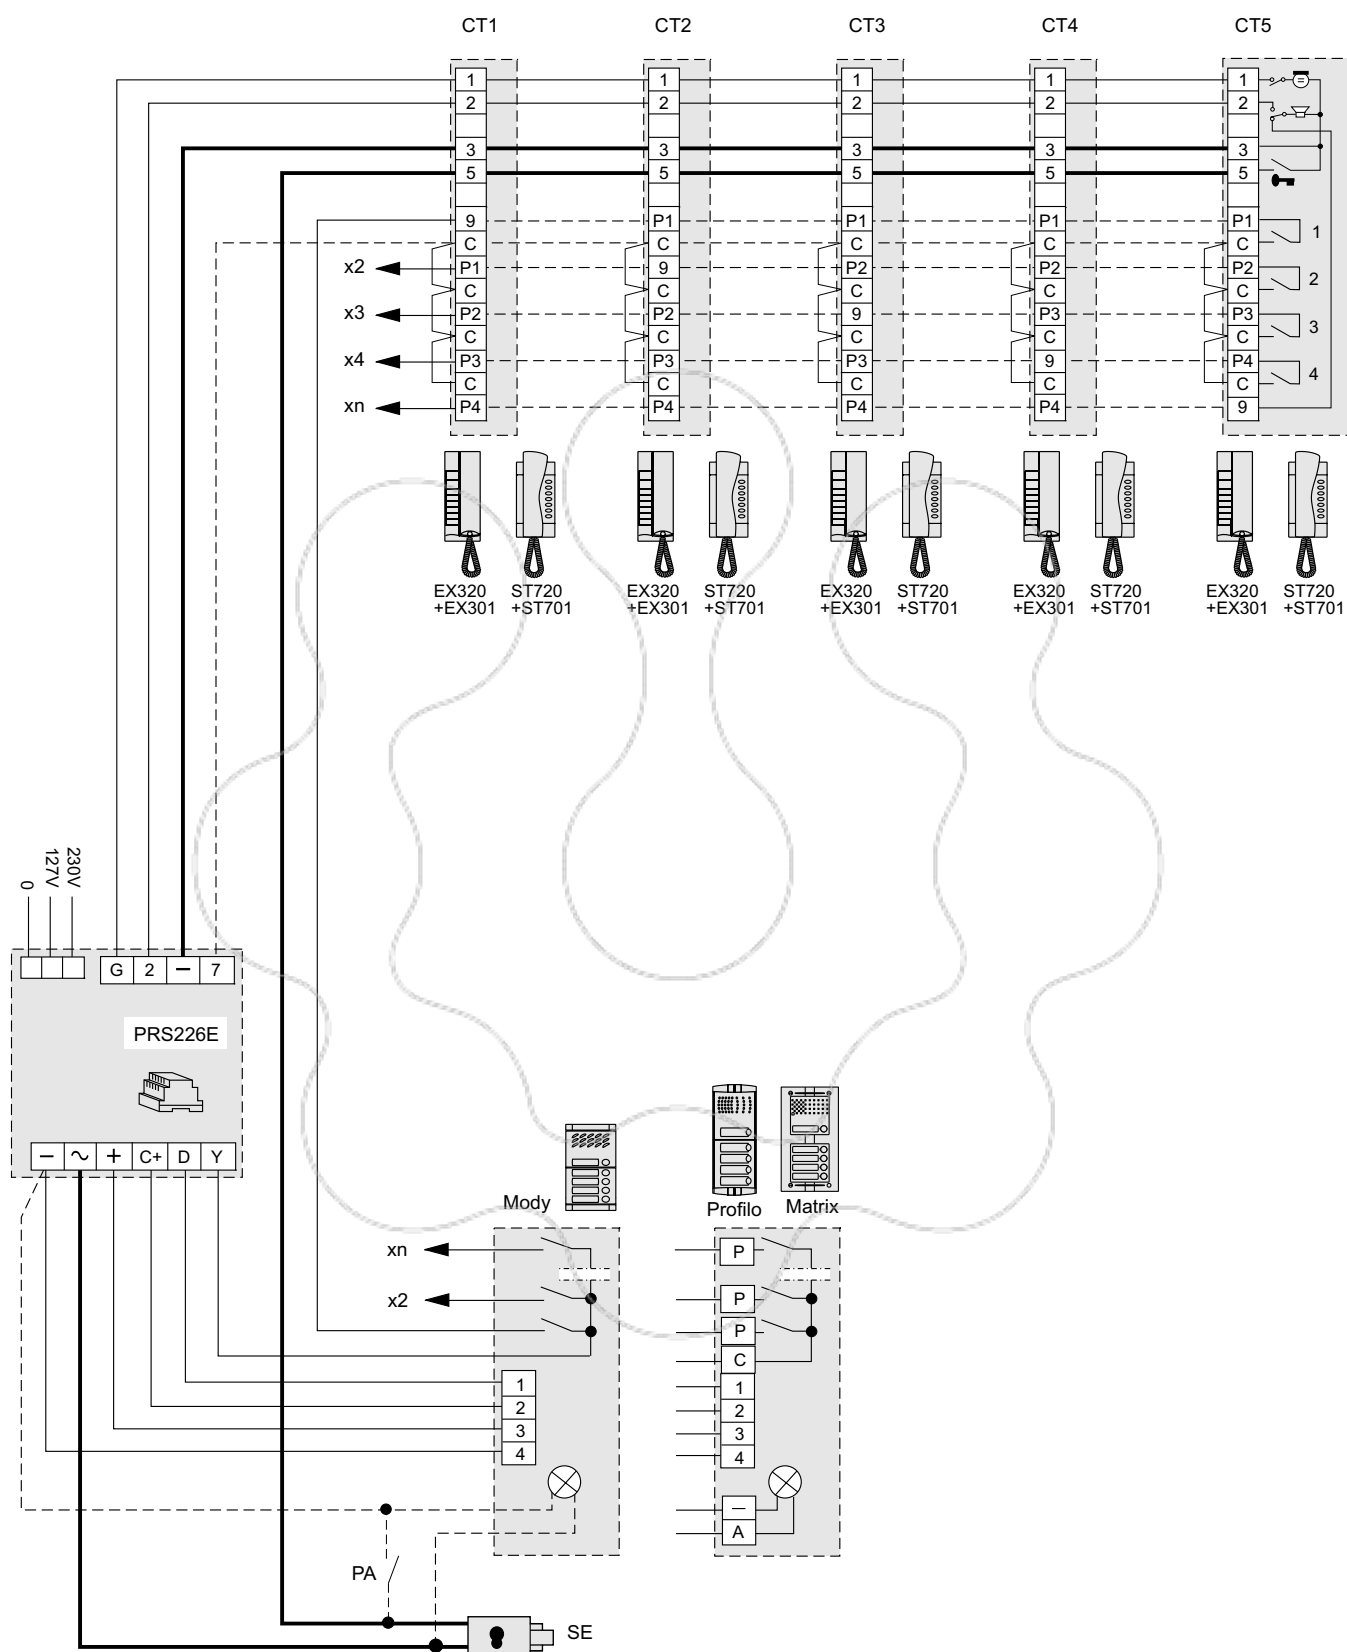 CT1 CT2 CT3 CT4 CT5
1 1 1 1 1
2 2 2 2 2
3 3 3 3 3
5 5 5 5 5
9 P1 P1 P1 P1 1
C C C C C
x2 P1 9 P2 P2 P2 2
C C C C C
x3 P2 P2 9 P3 P3 3
C C C C C
x4 P3 P3 P3 9 P4 4
C C C C C
xn P4 P4 P4 P4 9
EX320 +EX301
ST720 +ST701
EX320 +EX301
ST720 +ST701
EX320 +EX301
ST720 +ST701
EX320 +EX301
ST720 +ST701
EX320 +EX301
ST720 +ST701
0 127V 230V
G 2 — 7
PRS226E
— ~ + C+ D Y
Mody
Profilo
Matrix
xn
x2
1
2
3
4
P
P
P
C
1
2
3
4
—
A
PA
SE